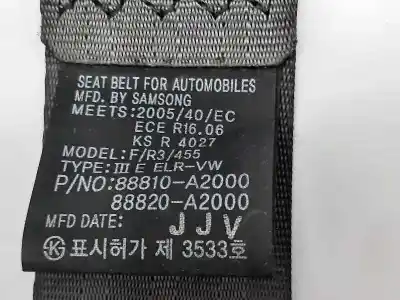 SEAT BELT FOR AUTOMOBILES
MFD. BY SAMSONG
MEETS:2005/40/EC
ECE R16.06
KS R 4027
MODEL:F/R3/455
TYPE:III E ELR-VW
P/NO:88810-A2000
88820-A2000
MFD DATE: JJV
표시허가 제 3533호